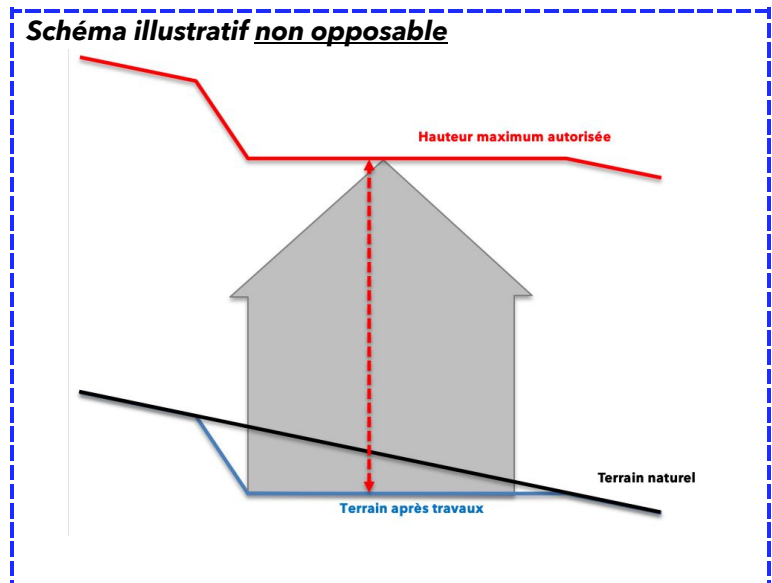 Schéma illustratif non opposable
Hauteur maximum autorisée
Terrain naturel
Terrain après travaux